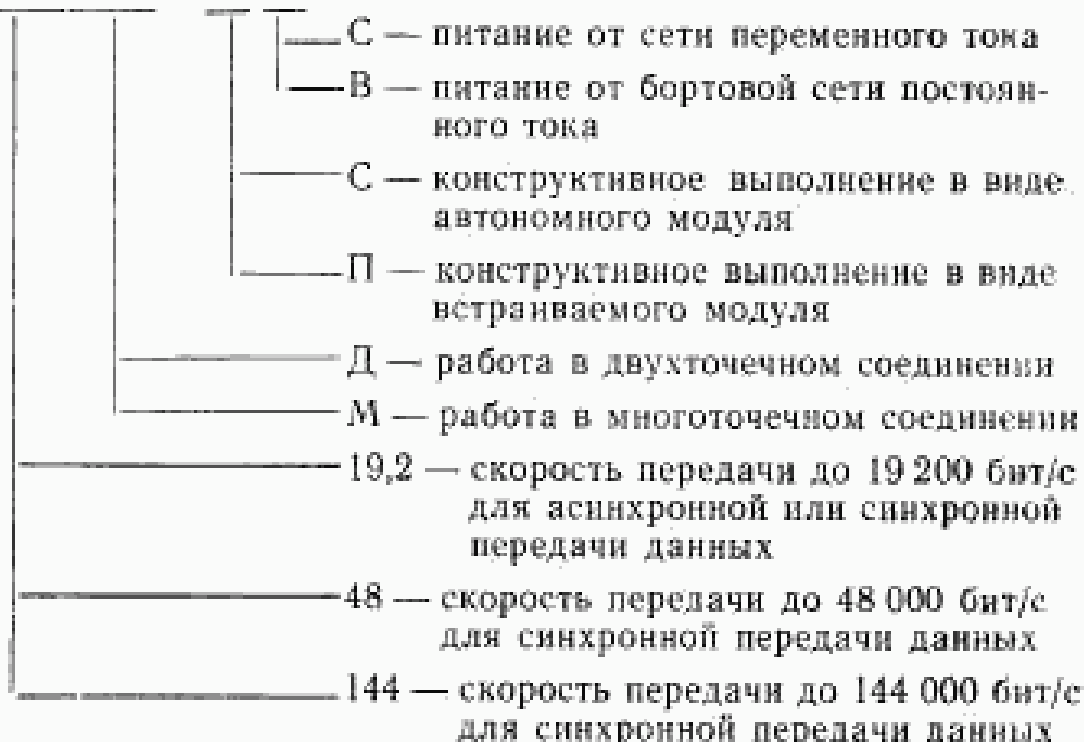 С — питание от сети переменного тока
В — питание от бортовой сети постоян-
ного тока
С — конструктивное выполнение в виде
автономного модуля
П — конструктивное выполнение в виде
встраиваемого модуля
Д — работа в двухточечном соединении
М — работа в многоточечном соединении
19,2 — скорость передачи до 19 200 бит/с
для асинхронной или синхронной
передачи данных
48 — скорость передачи до 48 000 бит/с
для синхронной передачи данных
144 — скорость передачи до 144 000 бит/с
для синхронной передачи данных